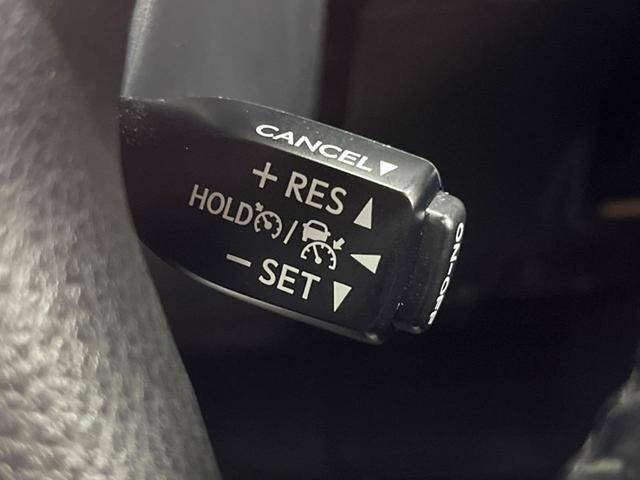 CANCEL▼
+ RES ▲
HOLD / ◀
− SET ▼
ON-OFF